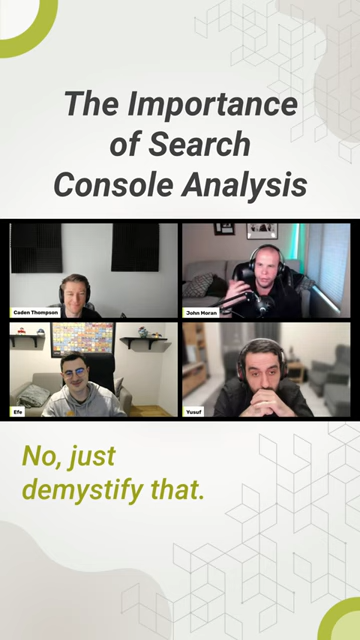 The Importance
of Search
Console Analysis
Caden Thompson
John Moran
Efe
Yusuf
No, just
demystify that.